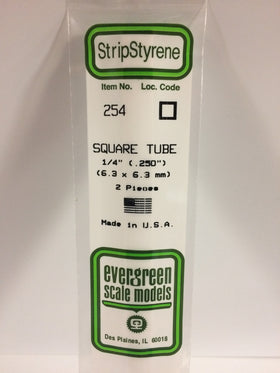 StripStyrene
Item No. Loc. Code
254
SQUARE TUBE
1/4" (.250")
(6.3 x 6.3 mm)
2 Pieces
Made in U.S.A.
evergreen
scale models
Des Plaines, IL 60018